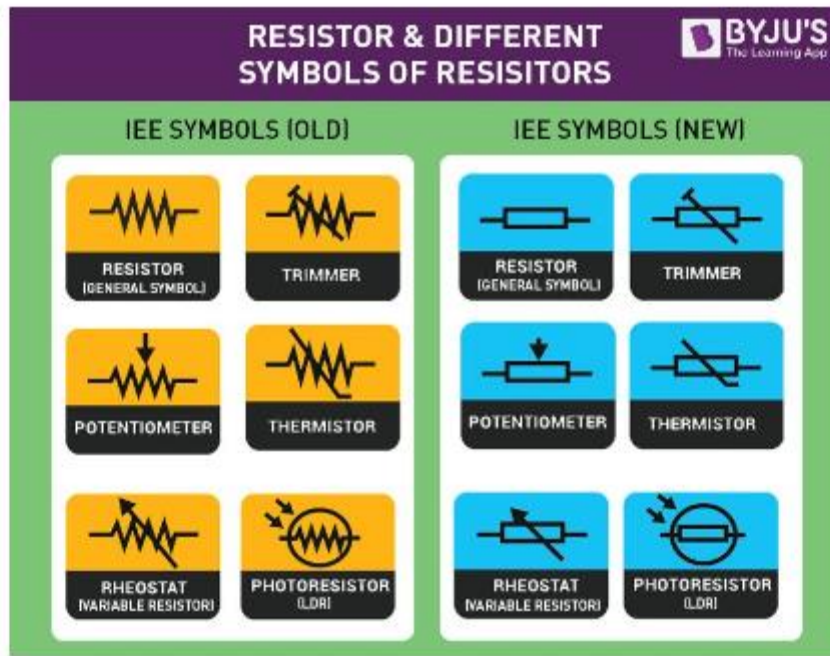 RESISTOR & DIFFERENT
SYMBOLS OF RESISITORS
BYJU'S
The Learning App
IEE SYMBOLS (OLD)
RESISTOR
(GENERAL SYMBOL)
TRIMMER
POTENTIOMETER
THERMISTOR
RHEOSTAT
(VARIABLE RESISTOR)
PHOTORESISTOR
(LDR)
IEE SYMBOLS (NEW)
RESISTOR
(GENERAL SYMBOL)
TRIMMER
POTENTIOMETER
THERMISTOR
RHEOSTAT
(VARIABLE RESISTOR)
PHOTORESISTOR
(LDR)